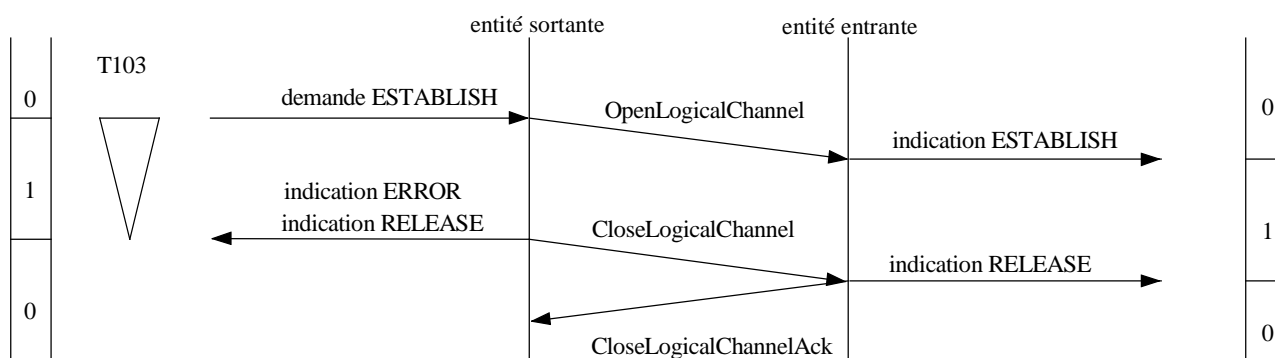 entité sortante
entité entrante
T103
0
demande ESTABLISH
OpenLogicalChannel
0
indication ESTABLISH
1
indication ERROR
indication RELEASE
CloseLogicalChannel
1
indication RELEASE
0
CloseLogicalChannelAck
0